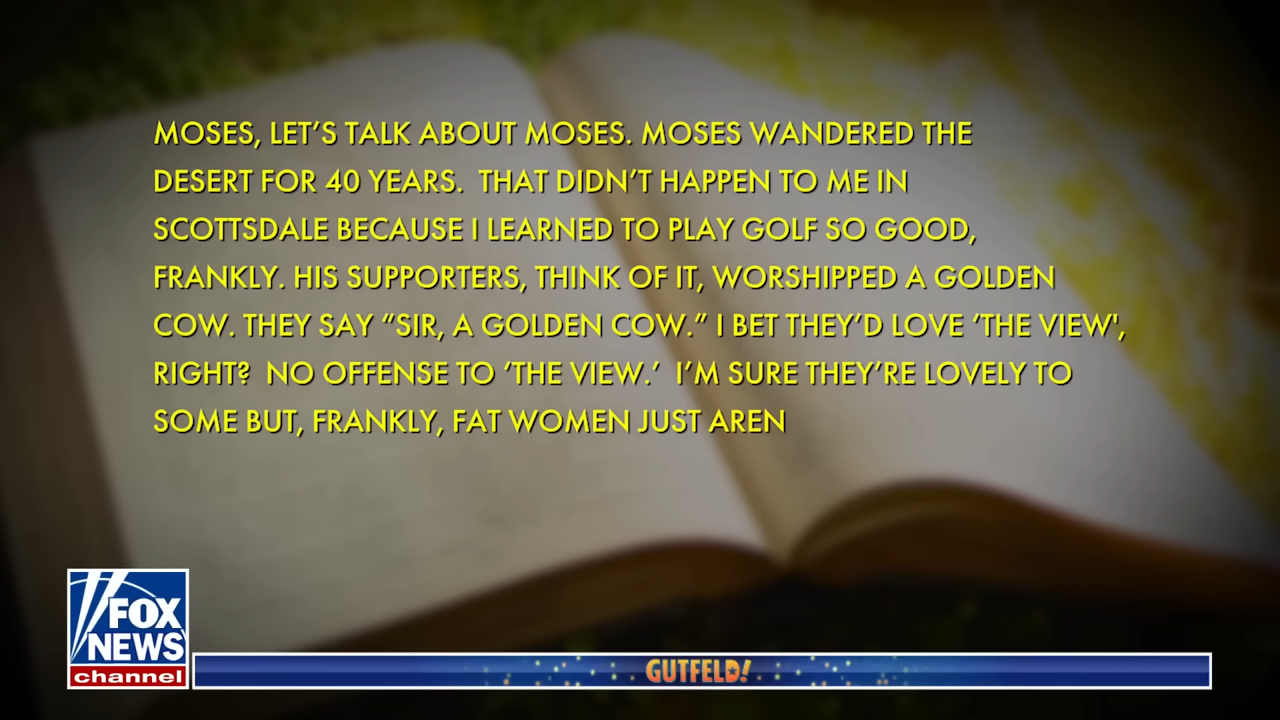 MOSES, LET’S TALK ABOUT MOSES. MOSES WANDERED THE
DESERT FOR 40 YEARS.  THAT DIDN’T HAPPEN TO ME IN
SCOTTSDALE BECAUSE I LEARNED TO PLAY GOLF SO GOOD,
FRANKLY. HIS SUPPORTERS, THINK OF IT, WORSHIPPED A GOLDEN
COW. THEY SAY ”SIR, A GOLDEN COW.” I BET THEY’D LOVE ’THE VIEW',
RIGHT?  NO OFFENSE TO ’THE VIEW.’  I’M SURE THEY’RE LOVELY TO
SOME BUT, FRANKLY, FAT WOMEN JUST AREN
FOX
NEWS
channel
GUTFELD!